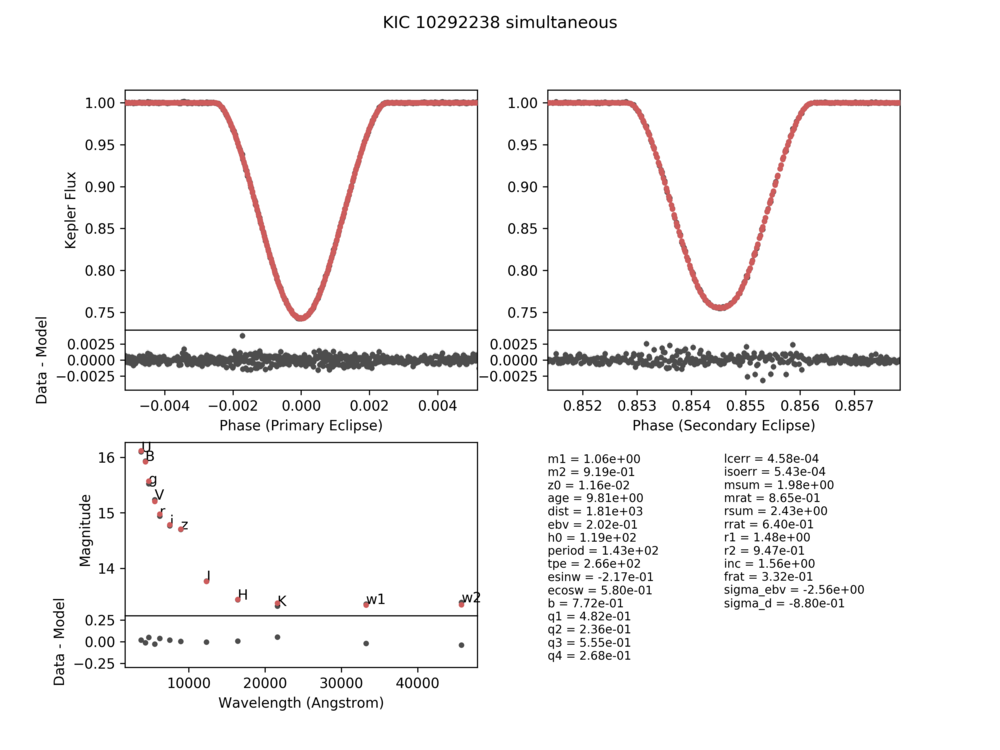 KIC 10292238 simultaneous
1.00
0.95
0.90
0.85
0.80
0.75
Kepler Flux
0.0025
0.0000
−0.0025
Data - Model
−0.004 −0.002 0.000 0.002 0.004
Phase (Primary Eclipse)
1.00
0.95
0.90
0.85
0.80
0.75
0.0025
0.0000
−0.0025
0.852 0.853 0.854 0.855 0.856 0.857
Phase (Secondary Eclipse)
16
15
14
Magnitude
U
B
g
V
r
i
z
J
H
K
w1
w2
0.25
0.00
−0.25
Data - Model
10000 20000 30000 40000
Wavelength (Angstrom)
m1 = 1.06e+00
m2 = 9.19e-01
z0 = 1.16e-02
age = 9.81e+00
dist = 1.81e+03
ebv = 2.02e-01
h0 = 1.19e+02
period = 1.43e+02
tpe = 2.66e+02
esinw = -2.17e-01
ecosw = 5.80e-01
b = 7.72e-01
q1 = 4.82e-01
q2 = 2.36e-01
q3 = 5.55e-01
q4 = 2.68e-01
lcerr = 4.58e-04
isoerr = 5.43e-04
msum = 1.98e+00
mrat = 8.65e-01
rsum = 2.43e+00
rrat = 6.40e-01
r1 = 1.48e+00
r2 = 9.47e-01
inc = 1.56e+00
frat = 3.32e-01
sigma_ebv = -2.56e+00
sigma_d = -8.80e-01